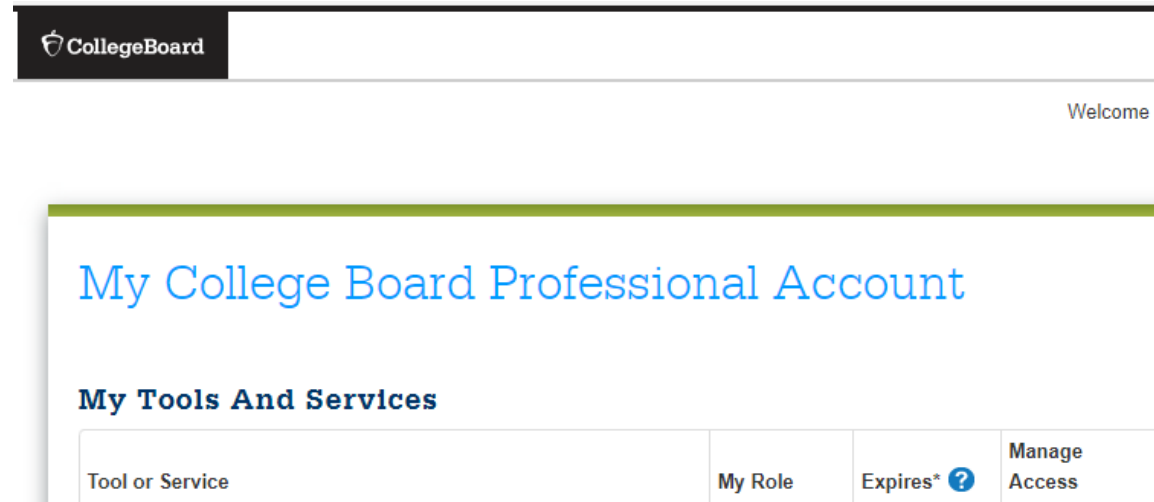 CollegeBoard
Welcome
My College Board Professional Account
My Tools And Services
Tool or Service My Role Expires* ? Manage Access